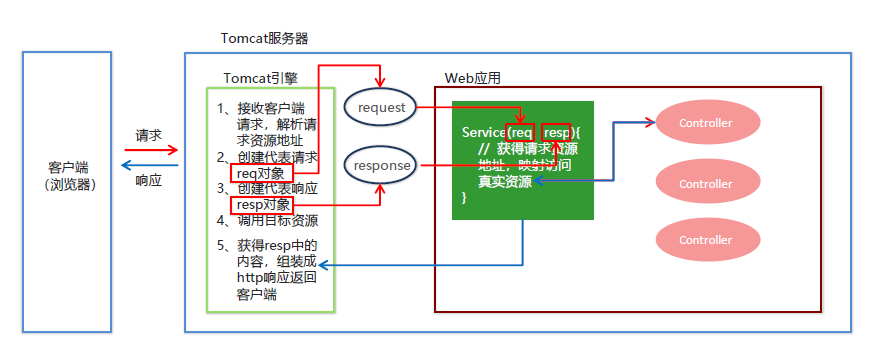 Tomcat服务器
Tomcat引擎
Web应用
客户端
（浏览器）
请求
响应
1、接收客户端
请求，解析请
求资源地址
2、创建代表请求
req对象
3、创建代表响应
resp对象
4、调用目标资源
5、获得resp中的
内容，组装成
http响应返回
客户端
request
response
Service(req resp){
// 获得请求资源
地址，映射访问
真实资源
}
Controller
Controller
Controller